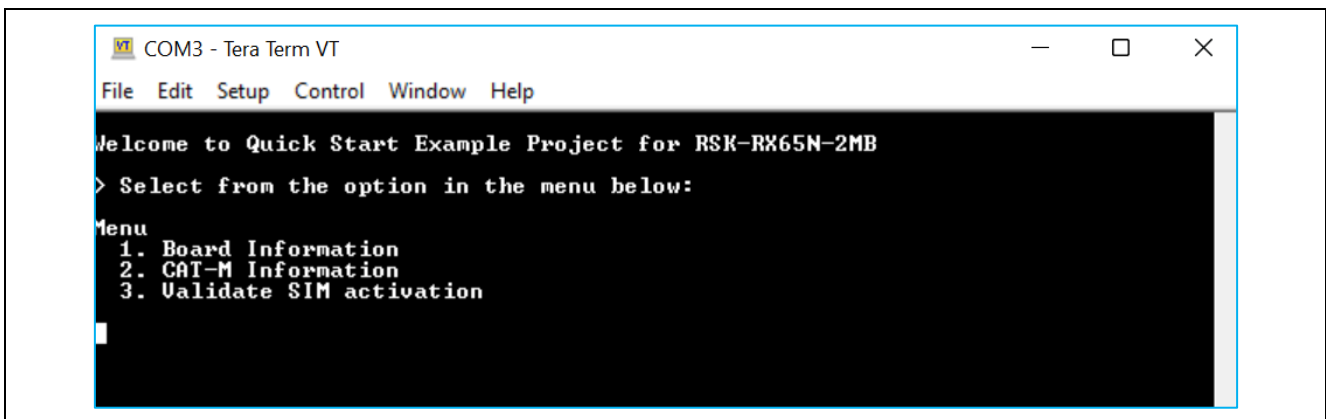 VT COM3 - Tera Term VT
File Edit Setup Control Window Help
Welcome to Quick Start Example Project for RSK-RX65N-2MB
> Select from the option in the menu below:
Menu
1. Board Information
2. CAT-M Information
3. Validate SIM activation